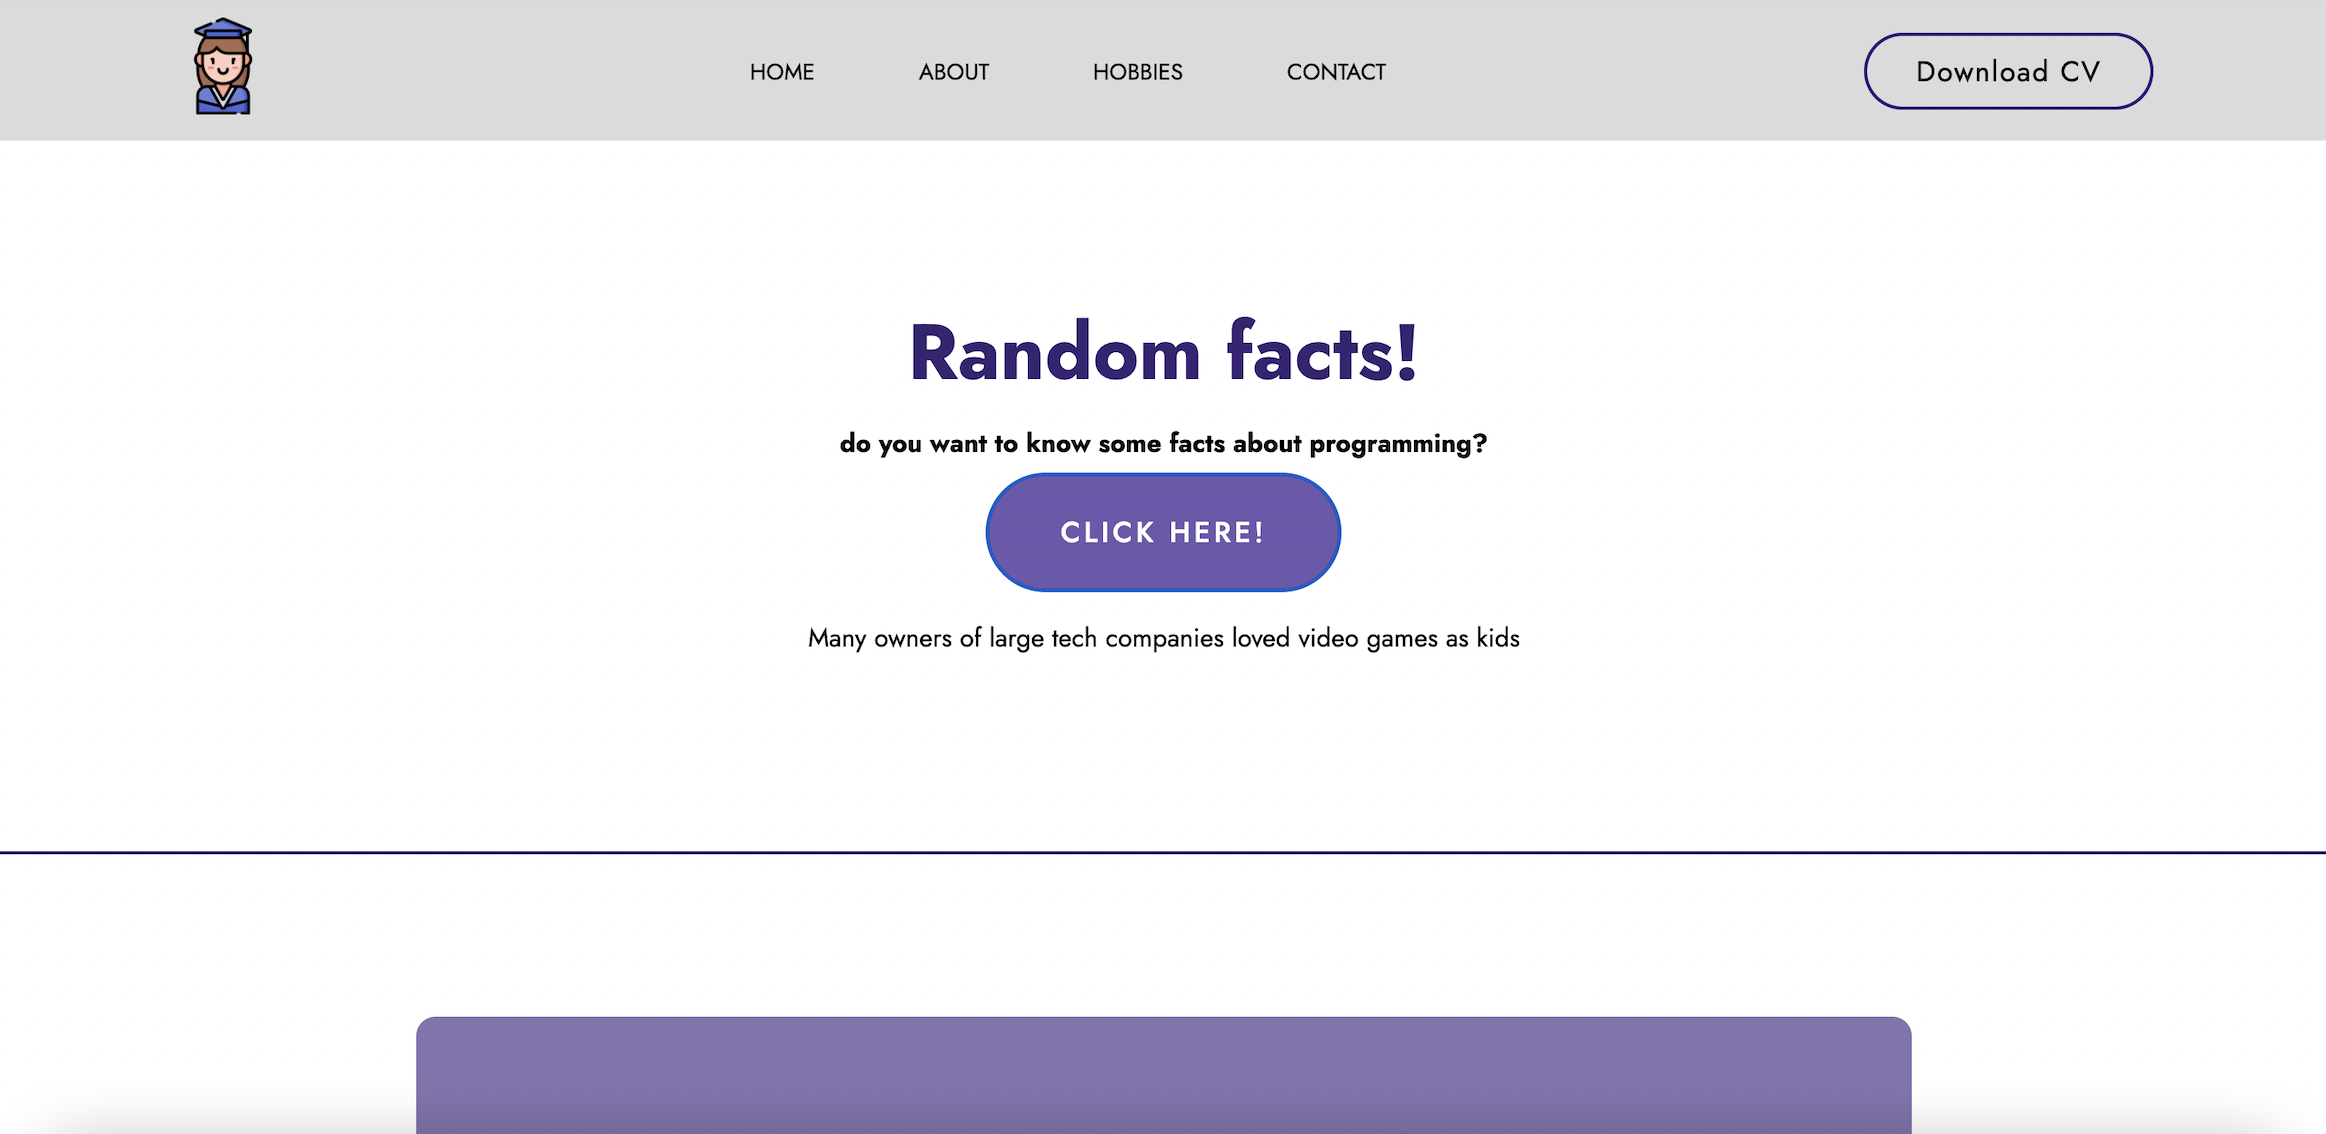 HOME ABOUT HOBBIES CONTACT Download CV
Random facts!
do you want to know some facts about programming?
CLICK HERE!
Many owners of large tech companies loved video games as kids